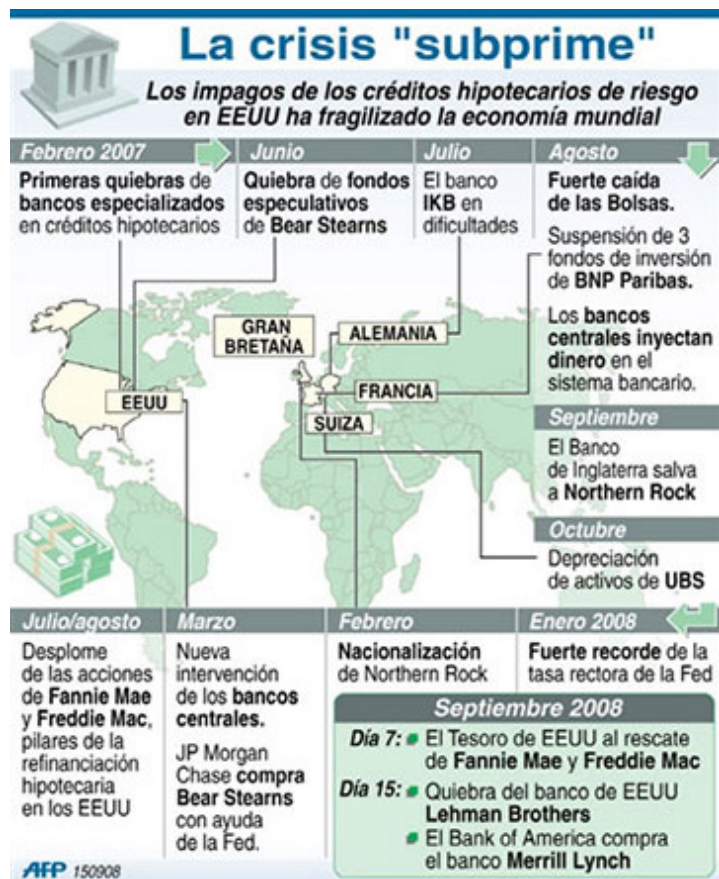 La crisis "subprime"
Los impagos de los créditos hipotecarios de riesgo
en EEUU ha fragilizado la economía mundial
Febrero 2007
Primeras quiebras de
bancos especializados
en créditos hipotecarios
Junio
Quiebra de fondos
especulativos
de Bear Stearns
Julio
El banco
IKB en
dificultades
Agosto
Fuerte caída
de las Bolsas.
Suspensión de 3
fondos de inversión
de BNP Paribas.
Los bancos
centrales inyectan
dinero en el
sistema bancario.
GRAN
BRETAÑA
ALEMANIA
EEUU
FRANCIA
SUIZA
Septiembre
El Banco
de Inglaterra salva
a Northern Rock
Octubre
Depreciación
de activos de UBS
Enero 2008
Fuerte recorde de la
tasa rectora de la Fed
Febrero
Nacionalización
de Northern Rock
Marzo
Nueva
intervención
de los bancos
centrales.
JP Morgan
Chase compra
Bear Stearns
con ayuda
de la Fed.
Julio/agosto
Desplome
de las acciones
de Fannie Mae
y Freddie Mac,
pilares de la
refinanciación
hipotecaria
en los EEUU
Septiembre 2008
Día 7: El Tesoro de EEUU al rescate
de Fannie Mae y Freddie Mac
Día 15: Quiebra del banco de EEUU
Lehman Brothers
El Bank of America compra
el banco Merrill Lynch
AFP 150908